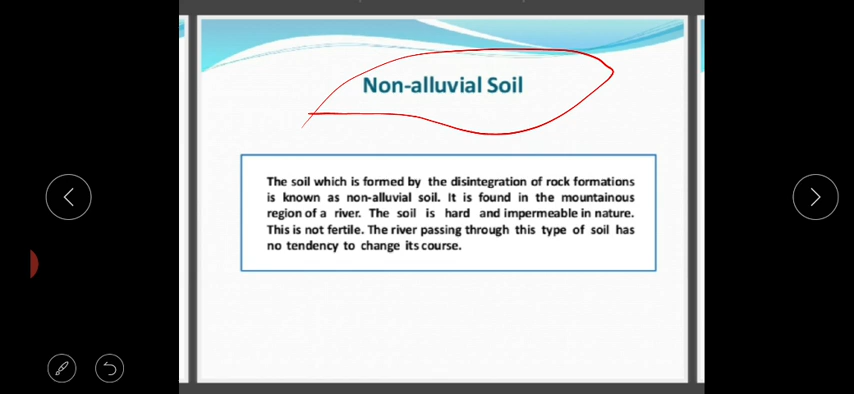 Non-alluvial Soil
The soil which is formed by the disintegration of rock formations
is known as non-alluvial soil. It is found in the mountainous
region of a river. The soil is hard and impermeable in nature.
This is not fertile. The river passing through this type of soil has
no tendency to change its course.